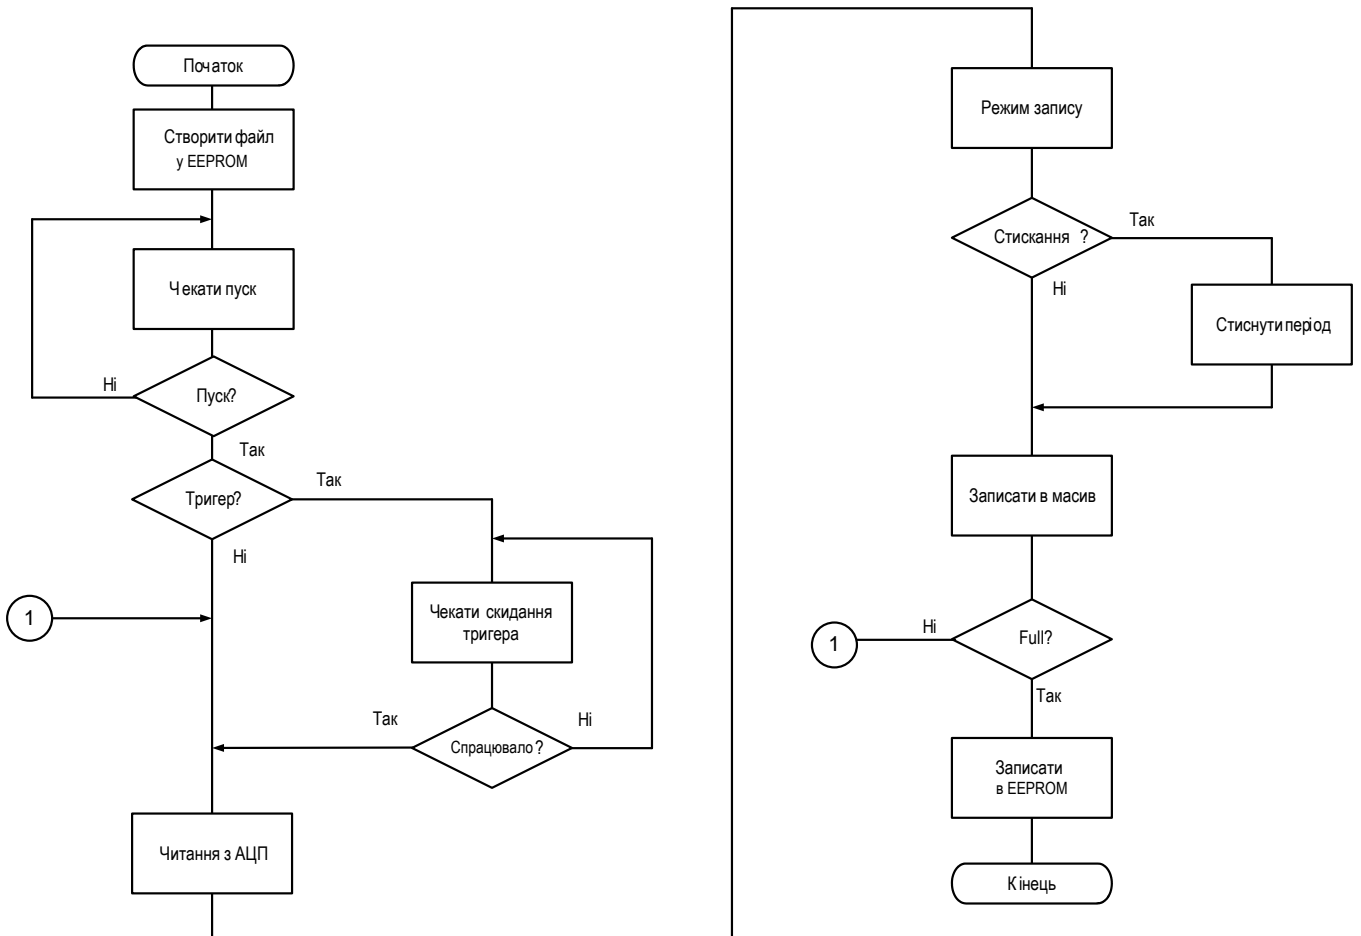 Початок
Створити файл
у EEPROM
Чекати пуск
Ні
Пуск?
Так
Тригер?
Так
Ні
1
Чекати скидання
тригера
Так
Спрацювало?
Ні
Читання з АЦП
Режим запису
Стискання ?
Так
Ні
Стиснути період
Записати в масив
1
Ні
Full?
Так
Записати
в EEPROM
Кінець